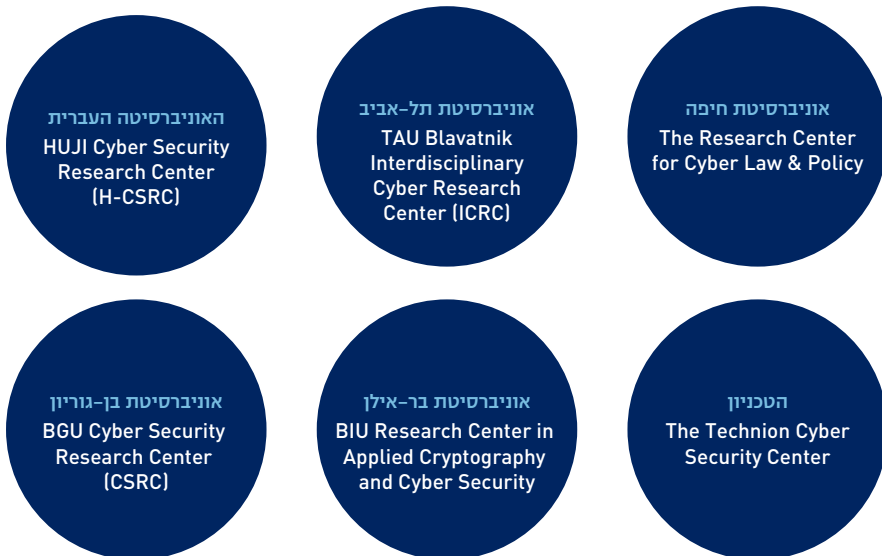 האוניברסיטה העברית
HUJI Cyber Security
Research Center
(H-CSRC)
אוניברסיטת תל-אביב
TAU Blavatnik
Interdisciplinary
Cyber Research
Center (ICRC)
אוניברסיטת חיפה
The Research Center
for Cyber Law & Policy
אוניברסיטת בן-גוריון
BGU Cyber Security
Research Center
(CSRC)
אוניברסיטת בר-אילן
BIU Research Center in
Applied Cryptography
and Cyber Security
הטכניון
The Technion Cyber
Security Center